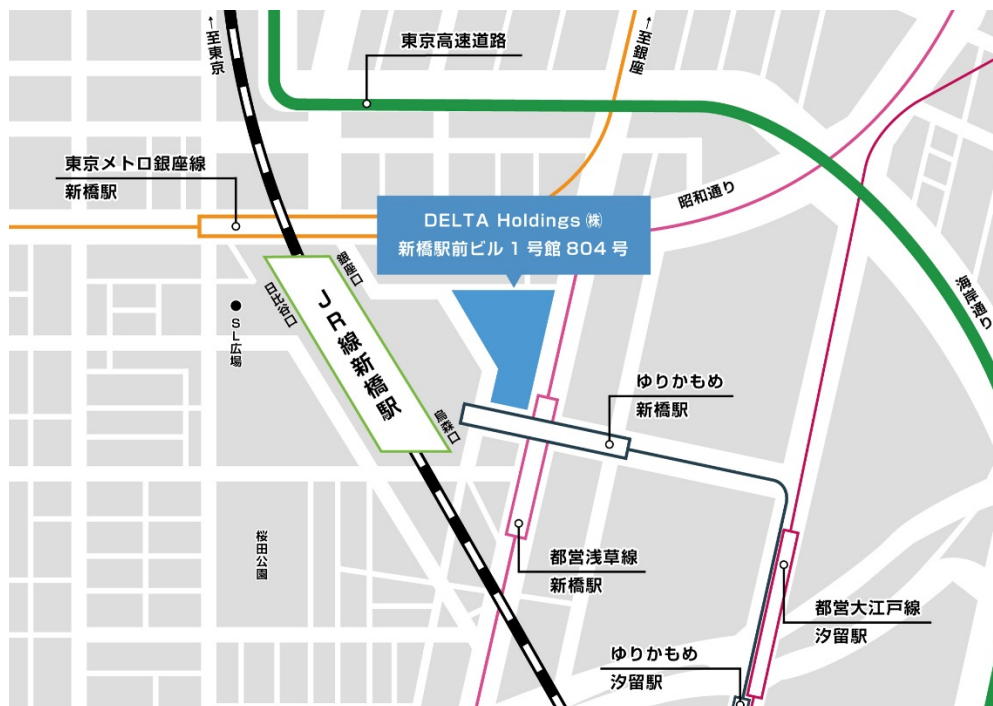 →至東京
東京高速道路
→至銀座
東京メトロ銀座線
新橋駅
昭和通り
DELTA Holdings ㈱
新橋駅前ビル 1 号館 804 号
銀座口
日比谷口
海岸通り
SL広場
JR線新橋駅
ゆりかもめ
新橋駅
烏森口
桜田公園
都営浅草線
新橋駅
都営大江戸線
汐留駅
ゆりかもめ
汐留駅